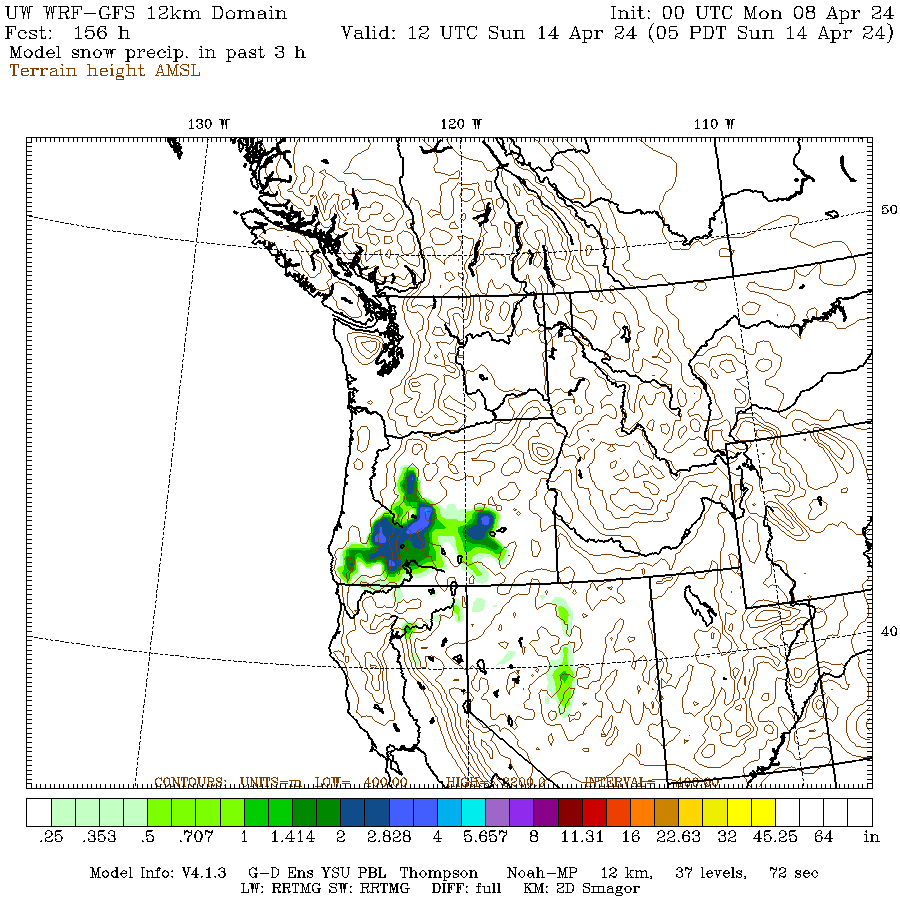 UW WRF-GFS 12km Domain Init: 00 UTC Mon 08 Apr 24
Fcst: 156 h Valid: 12 UTC Sun 14 Apr 24 (05 PDT Sun 14 Apr 24)
Model snow precip. in past 3 h
Terrain height AMSL
130 W 120 W 110 W
50
40
CONTOURS: UNITS=m LOW= 400.00 HIGH= 3200.0 INTERVAL= 400.00
.25 .353 .5 .707 1 1.414 2 2.828 4 5.657 8 11.31 16 22.63 32 45.25 64 in
Model Info: V4.1.3 G-D Ens YSU PBL Thompson Noah-MP 12 km, 37 levels, 72 sec
LW: RRTMG SW: RRTMG DIFF: full KM: 2D Smagor